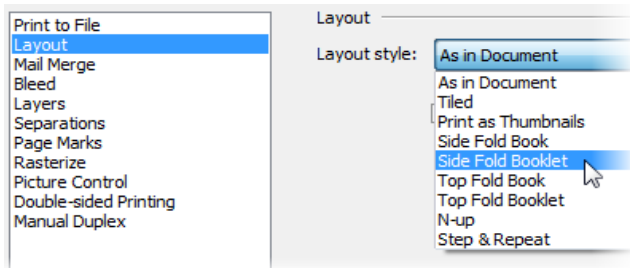 Print to File
Layout
Mail Merge
Bleed
Layers
Separations
Page Marks
Rasterize
Picture Control
Double-sided Printing
Manual Duplex
Layout
Layout style: As in Document
As in Document
Tiled
Print as Thumbnails
Side Fold Book
Side Fold Booklet
Top Fold Book
Top Fold Booklet
N-up
Step & Repeat